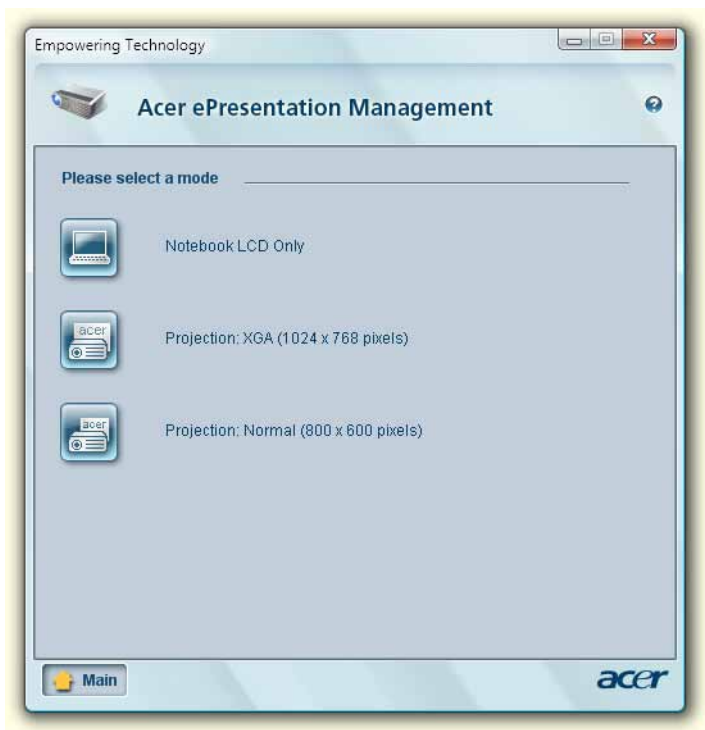 Empowering Technology
Acer ePresentation Management
Please select a mode
Notebook LCD Only
acer
Projection: XGA (1024 x 768 pixels)
acer
Projection: Normal (800 x 600 pixels)
Main
acer